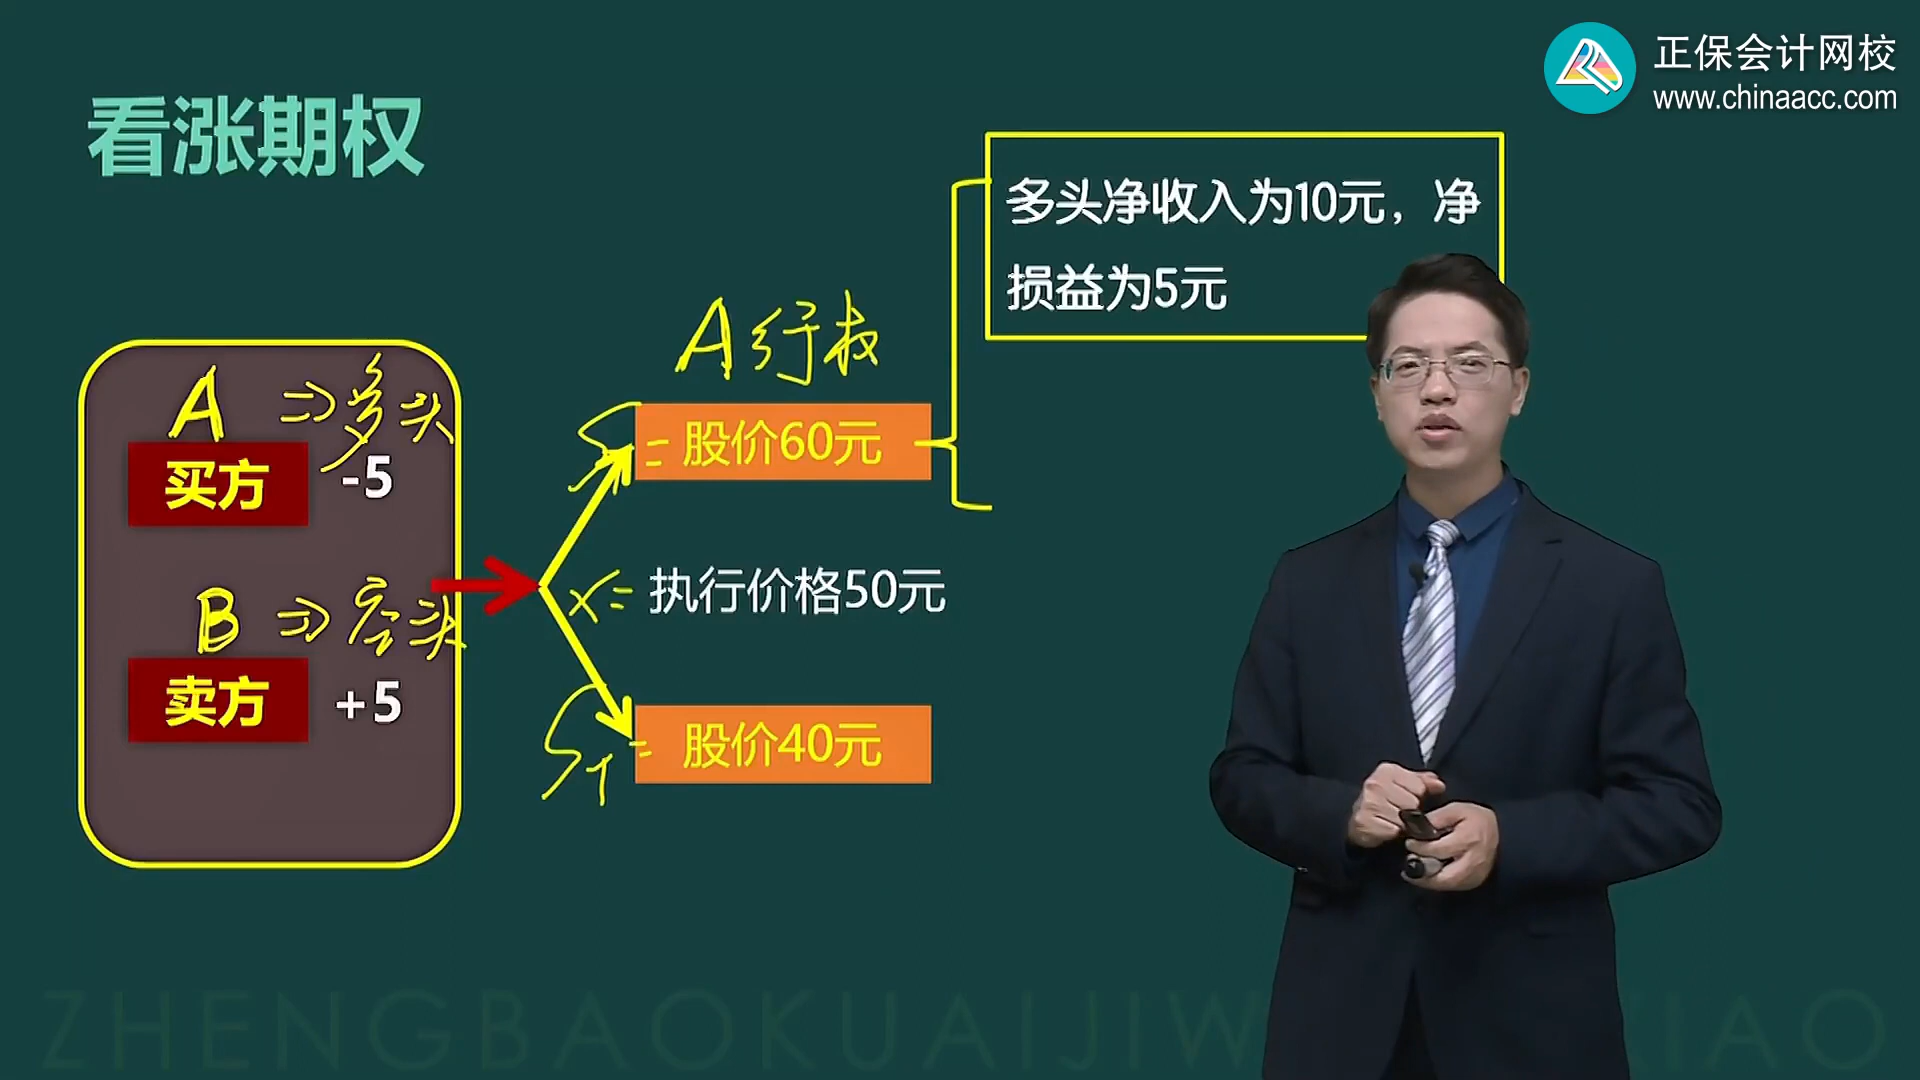 正保会计网校
www.chinaacc.com
看涨期权
多头净收入为10元，净
损益为5元
A行权
A ⇒多头
买方 -5
股价60元
X= 执行价格50元
B ⇒空头
卖方 +5
S_T= 股价40元
ZHENGBAOKUAIJIW XIAO